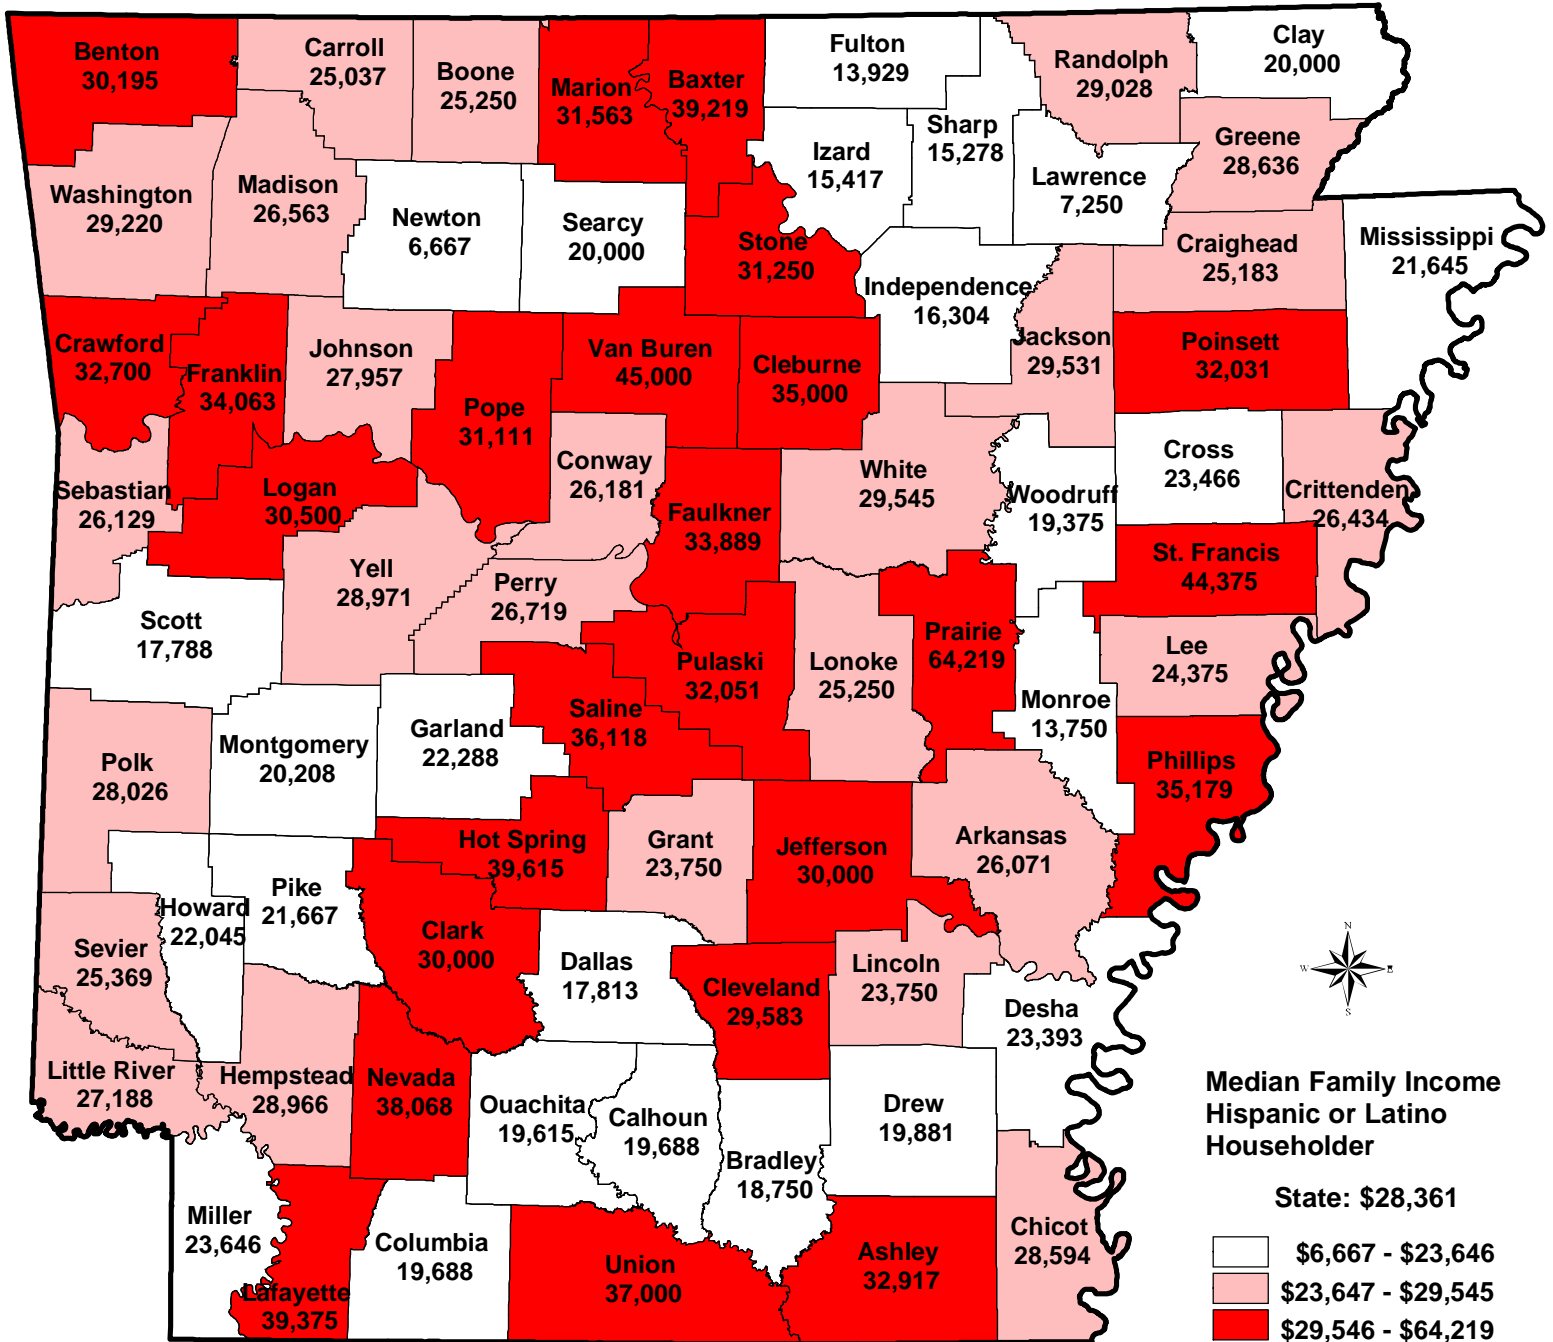 Benton
30,195
Carroll
25,037
Boone
25,250
Marion
31,563
Baxter
39,219
Fulton
13,929
Randolph
29,028
Clay
20,000
Sharp
15,278
Izard
15,417
Greene
28,636
Lawrence
7,250
Washington
29,220
Madison
26,563
Newton
6,667
Searcy
20,000
Stone
31,250
Independence
16,304
Craighead
25,183
Mississippi
21,645
Crawford
32,700
Franklin
34,063
Johnson
27,957
Pope
31,111
Van Buren
45,000
Cleburne
35,000
Jackson
29,531
Poinsett
32,031
Sebastian
26,129
Logan
30,500
Conway
26,181
Faulkner
33,889
White
29,545
Woodruff
19,375
Cross
23,466
Crittenden
26,434
Scott
17,788
Yell
28,971
Perry
26,719
St. Francis
44,375
Pulaski
32,051
Lonoke
25,250
Prairie
64,219
Lee
24,375
Monroe
13,750
Polk
28,026
Montgomery
20,208
Garland
22,288
Saline
36,118
Phillips
35,179
Hot Spring
39,615
Grant
23,750
Jefferson
30,000
Arkansas
26,071
Howard
22,045
Pike
21,667
Clark
30,000
Sevier
25,369
Dallas
17,813
Cleveland
29,583
Lincoln
23,750
Desha
23,393
N
W
E
S
Little River
27,188
Hempstead
28,966
Nevada
38,068
Ouachita
19,615
Calhoun
19,688
Bradley
18,750
Drew
19,881
Miller
23,646
Lafayette
39,375
Columbia
19,688
Union
37,000
Ashley
32,917
Chicot
28,594
Median Family Income
Hispanic or Latino
Householder
State: $28,361
$6,667 - $23,646
$23,647 - $29,545
$29,546 - $64,219